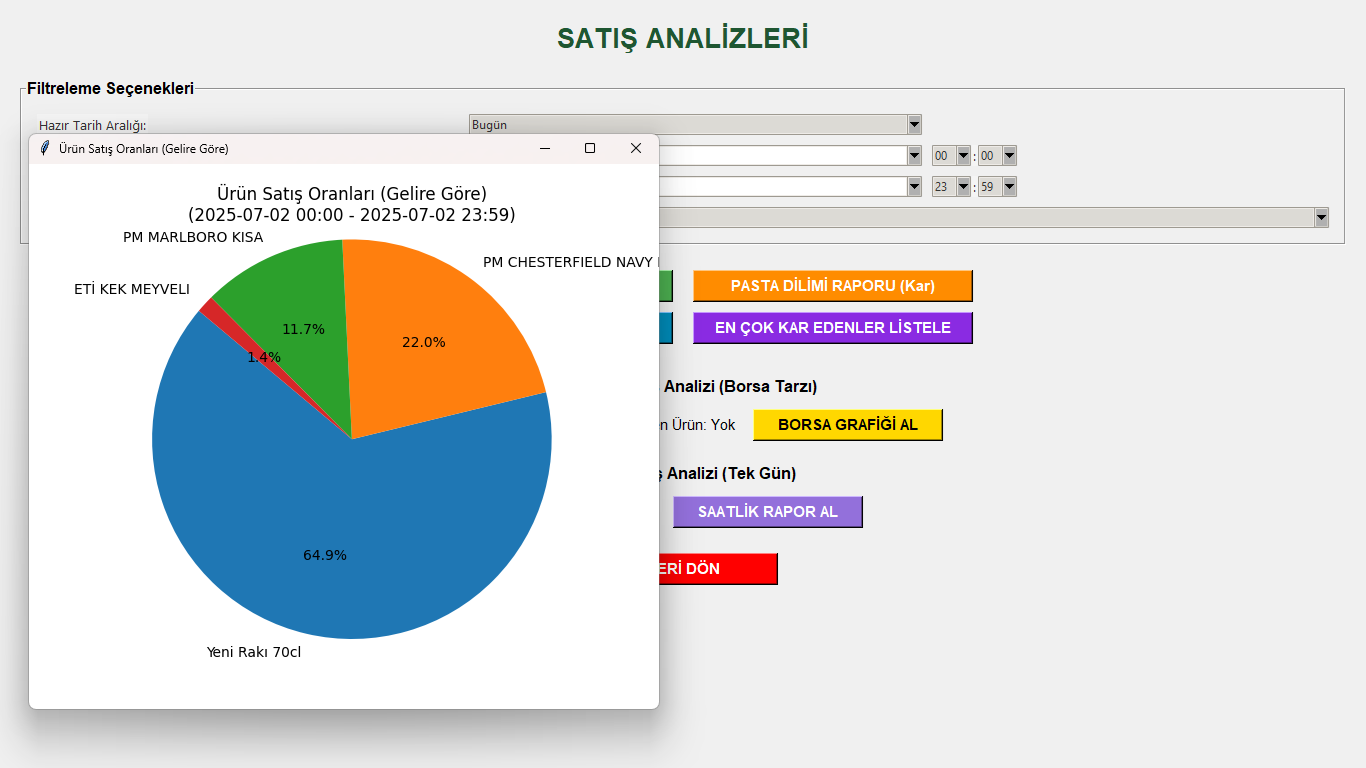 SATIŞ ANALİZLERİ
Filtreleme Seçenekleri
Hazır Tarih Aralığı:
Bugün
00 : 00
23 : 59
Ürün Satış Oranları (Gelire Göre)
Ürün Satış Oranları (Gelire Göre)
(2025-07-02 00:00 - 2025-07-02 23:59)
PM MARLBORO KISA
PM CHESTERFIELD NAVY
ETİ KEK MEYVELI
11.7%
22.0%
1.4%
64.9%
Yeni Rakı 70cl
PASTA DİLİMİ RAPORU (Kar)
EN ÇOK KAR EDENLER LİSTELE
Analizi (Borsa Tarzı)
en Ürün: Yok
BORSA GRAFİĞİ AL
ş Analizi (Tek Gün)
SAATLİK RAPOR AL
ERİ DÖN